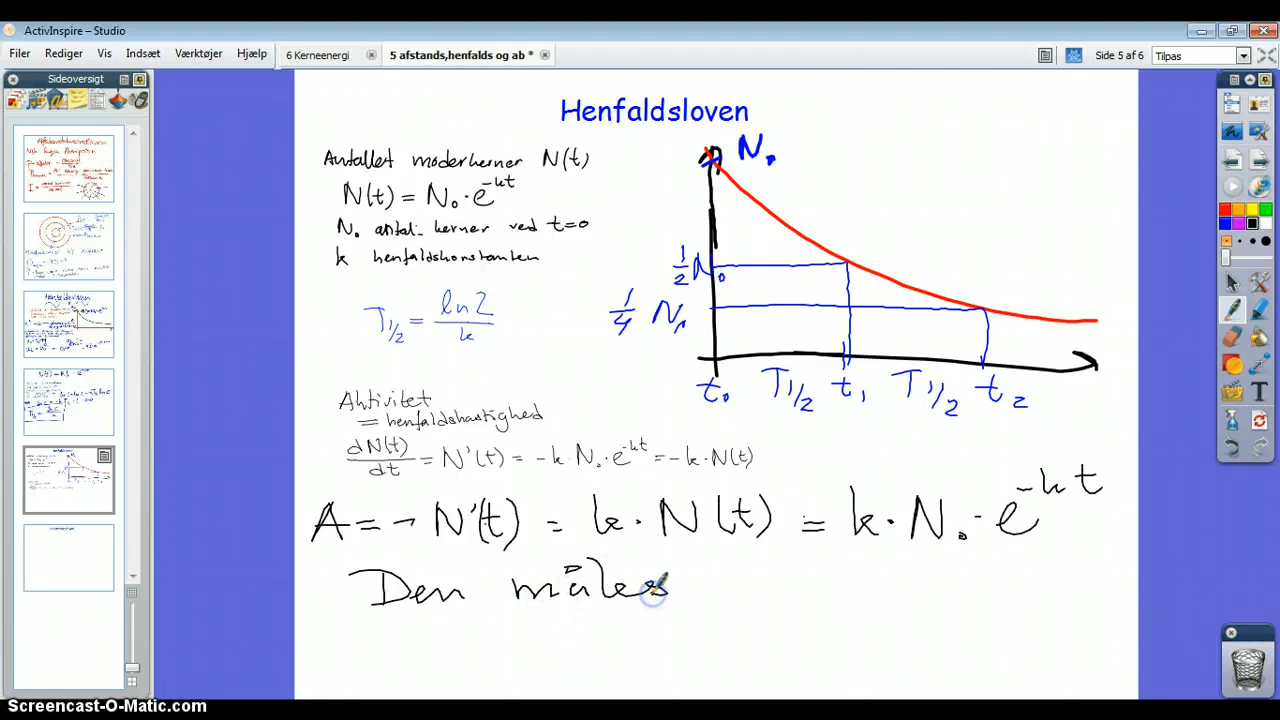 ActivInspire – Studio
Filer Rediger Vis Indsæt Værktøjer Hjælp
6 Kerneenergi
5 afstands,henfalds og ab *
Side 5 af 6
Tilpas
Sideoversigt
Henfaldsloven
Antallet moderkerner N(t)
N(t) = N₀ · e^-kt
N₀ antal kerner ved t=0
k henfaldskonstanten
T½ = ln2/k
N₀
½ N₀
¼ N₀
t₀ T½ t₁ T½ t₂
Aktivitet
= henfaldshastighed
dN(t)/dt = N'(t) = -k · N₀ · e^-kt = -k · N(t)
A = - N'(t) = k · N(t) = k · N₀ · e^-kt
Den måles
Screencast-O-Matic.com